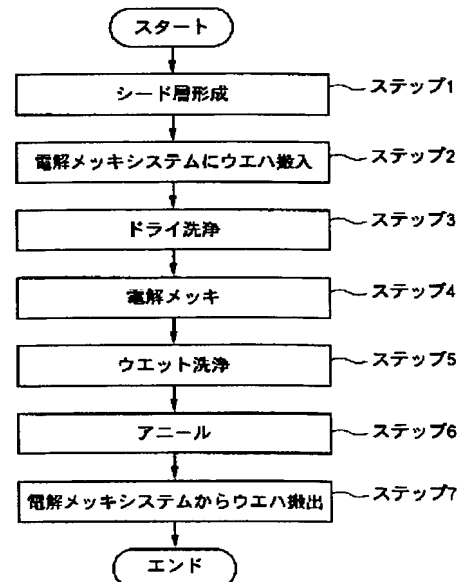 スタート
シード層形成 ステップ1
電解メッキシステムにウエハ搬入 ステップ2
ドライ洗浄 ステップ3
電解メッキ ステップ4
ウエット洗浄 ステップ5
アニール ステップ6
電解メッキシステムからウエハ搬出 ステップ7
エンド